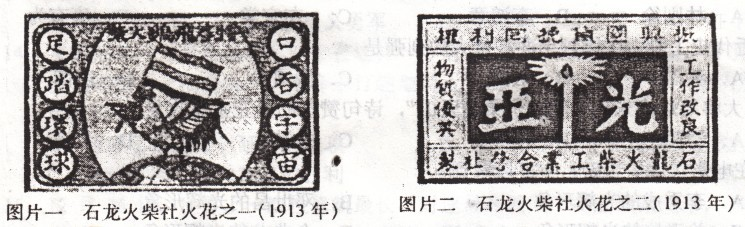 口吞宇宙
足踏環球
振興國貨挽回利權
工作改良
光亞
物質優美
石龍火柴工業合社製
图片一 石龙火柴社火花之一(1913年)
图片二 石龙火柴社火花之二(1913年)